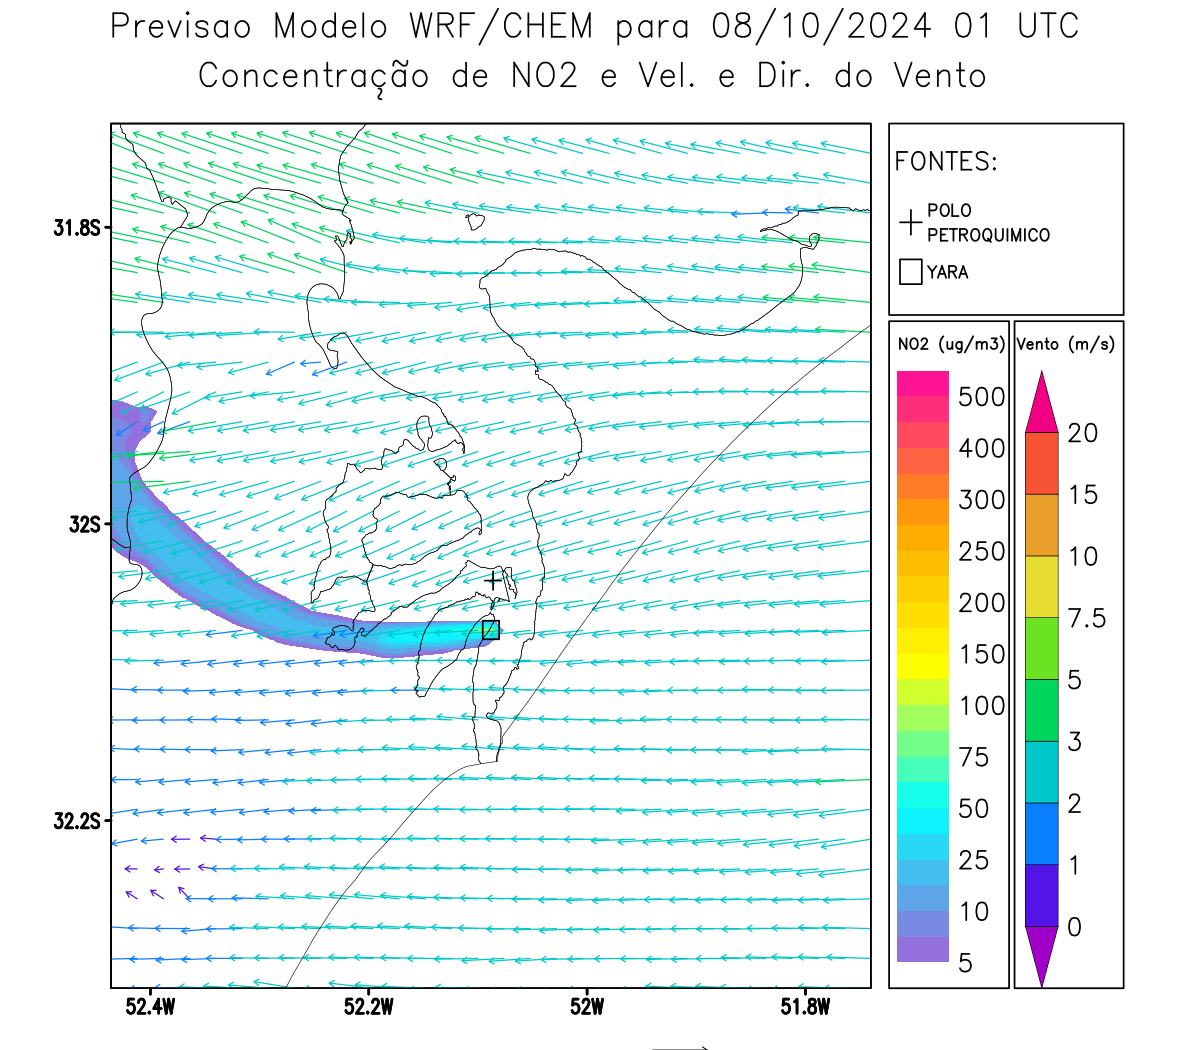 Previsao Modelo WRF/CHEM para 08/10/2024 01 UTC
Concentração de NO2 e Vel. e Dir. do Vento
FONTES:
POLO
PETROQUIMICO
YARA
NO2 (ug/m3)
500
400
300
250
200
150
100
75
50
25
10
5
Vento (m/s)
20
15
10
7.5
5
3
2
1
0
31.8S
32S
32.2S
52.4W
52.2W
52W
51.8W